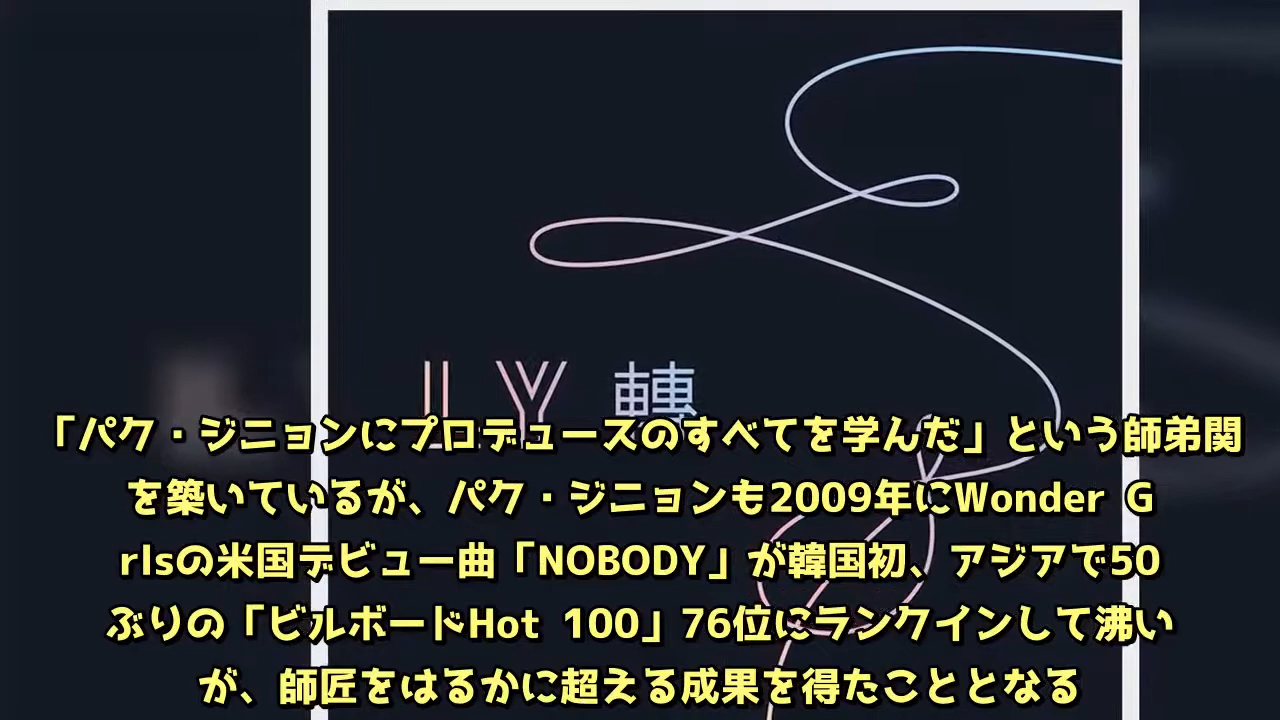 LY 轉
「パク・ジニョンにプロデュースのすべてを学んだ」という師弟関
を築いているが、パク・ジニョンも2009年にWonder G
rlsの米国デビュー曲「NOBODY」が韓国初、アジアで50
ぶりの「ビルボードHot 100」76位にランクインして沸い
が、師匠をはるかに超える成果を得たこととなる